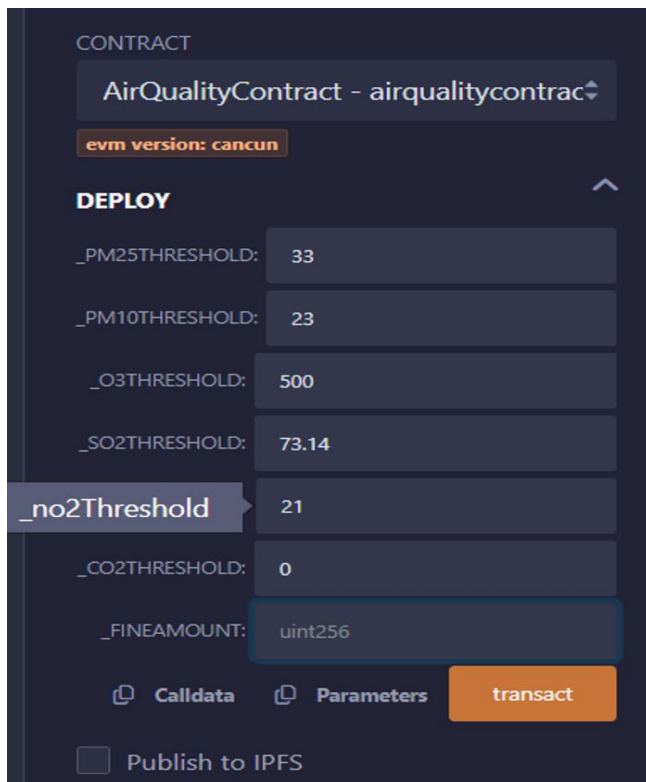 CONTRACT
AirQualityContract - airqualitycontrac
evm version: cancun
DEPLOY
_PM25THRESHOLD: 33
_PM10THRESHOLD: 23
_O3THRESHOLD: 500
_SO2THRESHOLD: 73.14
_no2Threshold 21
_CO2THRESHOLD: 0
_FINEAMOUNT: uint256
Calldata Parameters transact
Publish to IPFS